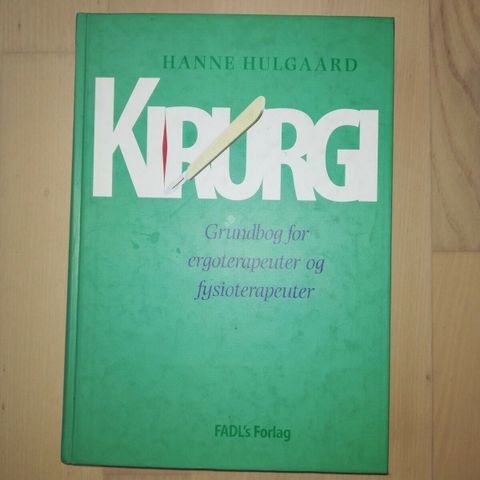 HANNE HULGAARD
KIRURGI
Grundbog for
ergoterapeuter og
fysioterapeuter
FADL's Forlag